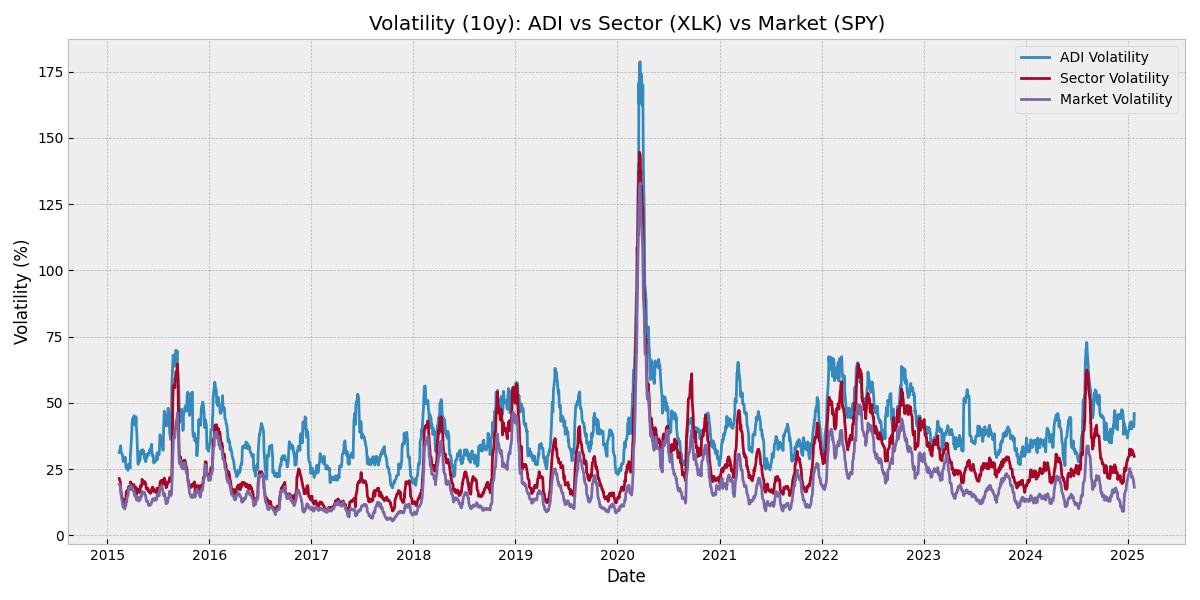 Volatility (10y): ADI vs Sector (XLK) vs Market (SPY)
ADI Volatility
Sector Volatility
Market Volatility
Volatility (%)
175
150
125
100
75
50
25
0
2015 2016 2017 2018 2019 2020 2021 2022 2023 2024 2025
Date